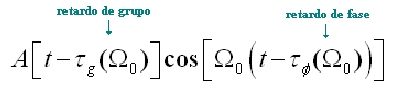 retardo de grupo
retardo de fase
A[t-τg(Ω0)]cos[Ω0(t-τϕ(Ω0))]